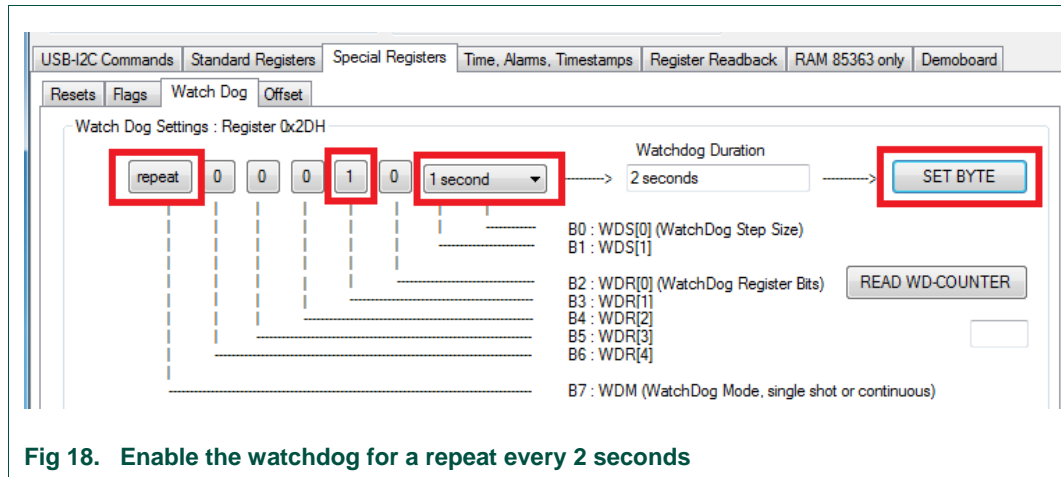 USB-I2C Commands Standard Registers Special Registers Time, Alarms, Timestamps Register Readback RAM 85363 only Demoboard
Resets Flags Watch Dog Offset
Watch Dog Settings : Register 0x2DH
Watchdog Duration
repeat 0 0 0 1 0 1 second -------> 2 seconds ----------> SET BYTE
B0 : WDS[0] (WatchDog Step Size)
B1 : WDS[1]
B2 : WDR[0] (WatchDog Register Bits) READ WD-COUNTER
B3 : WDR[1]
B4 : WDR[2]
B5 : WDR[3]
B6 : WDR[4]
B7 : WDM (WatchDog Mode, single shot or continuous)
Fig 18. Enable the watchdog for a repeat every 2 seconds